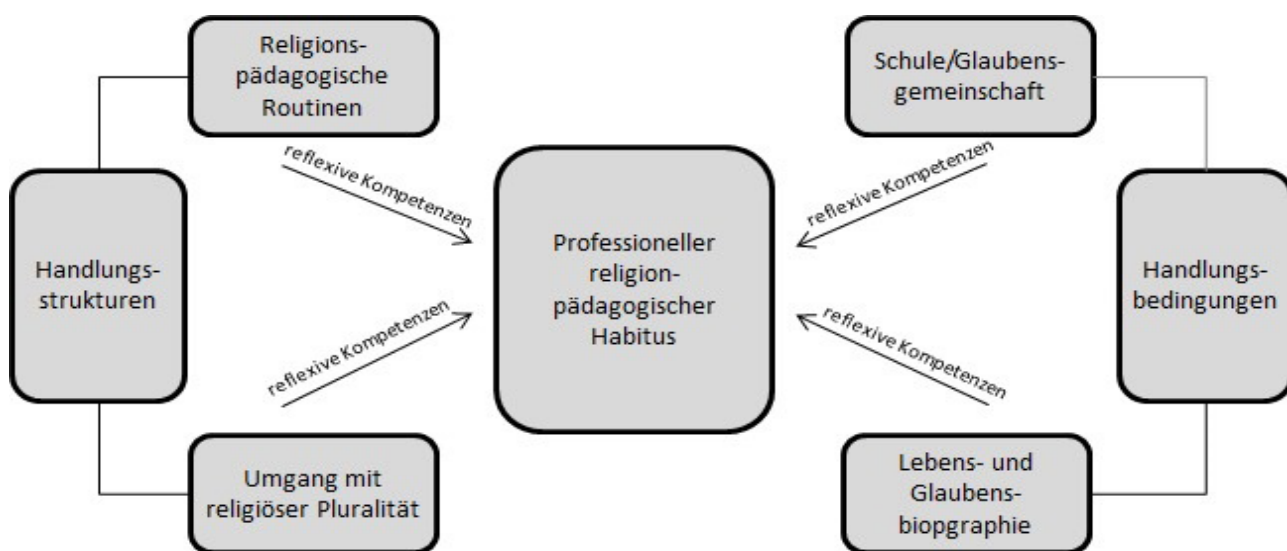 Religions-
pädagogische
Routinen
Schule/Glaubens-
gemeinschaft
reflexive Kompetenzen
reflexive Kompetenzen
Handlungs-
strukturen
Professioneller
religion-
pädagogischer
Habitus
Handlungs-
bedingungen
reflexive Kompetenzen
reflexive Kompetenzen
Umgang mit
religiöser Pluralität
Lebens- und
Glaubens-
biopgraphie